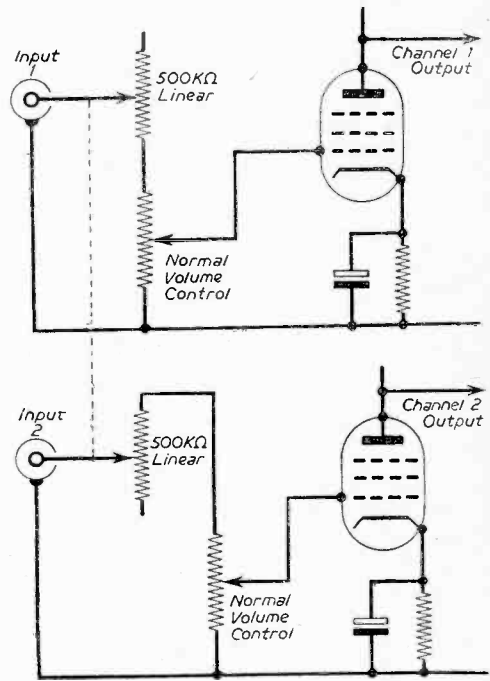 Input
1
500KΩ
Linear
Channel 1
Output
Normal
Volume
Control
Input
2
500KΩ
Linear
Channel 2
Output
Normal
Volume
Control